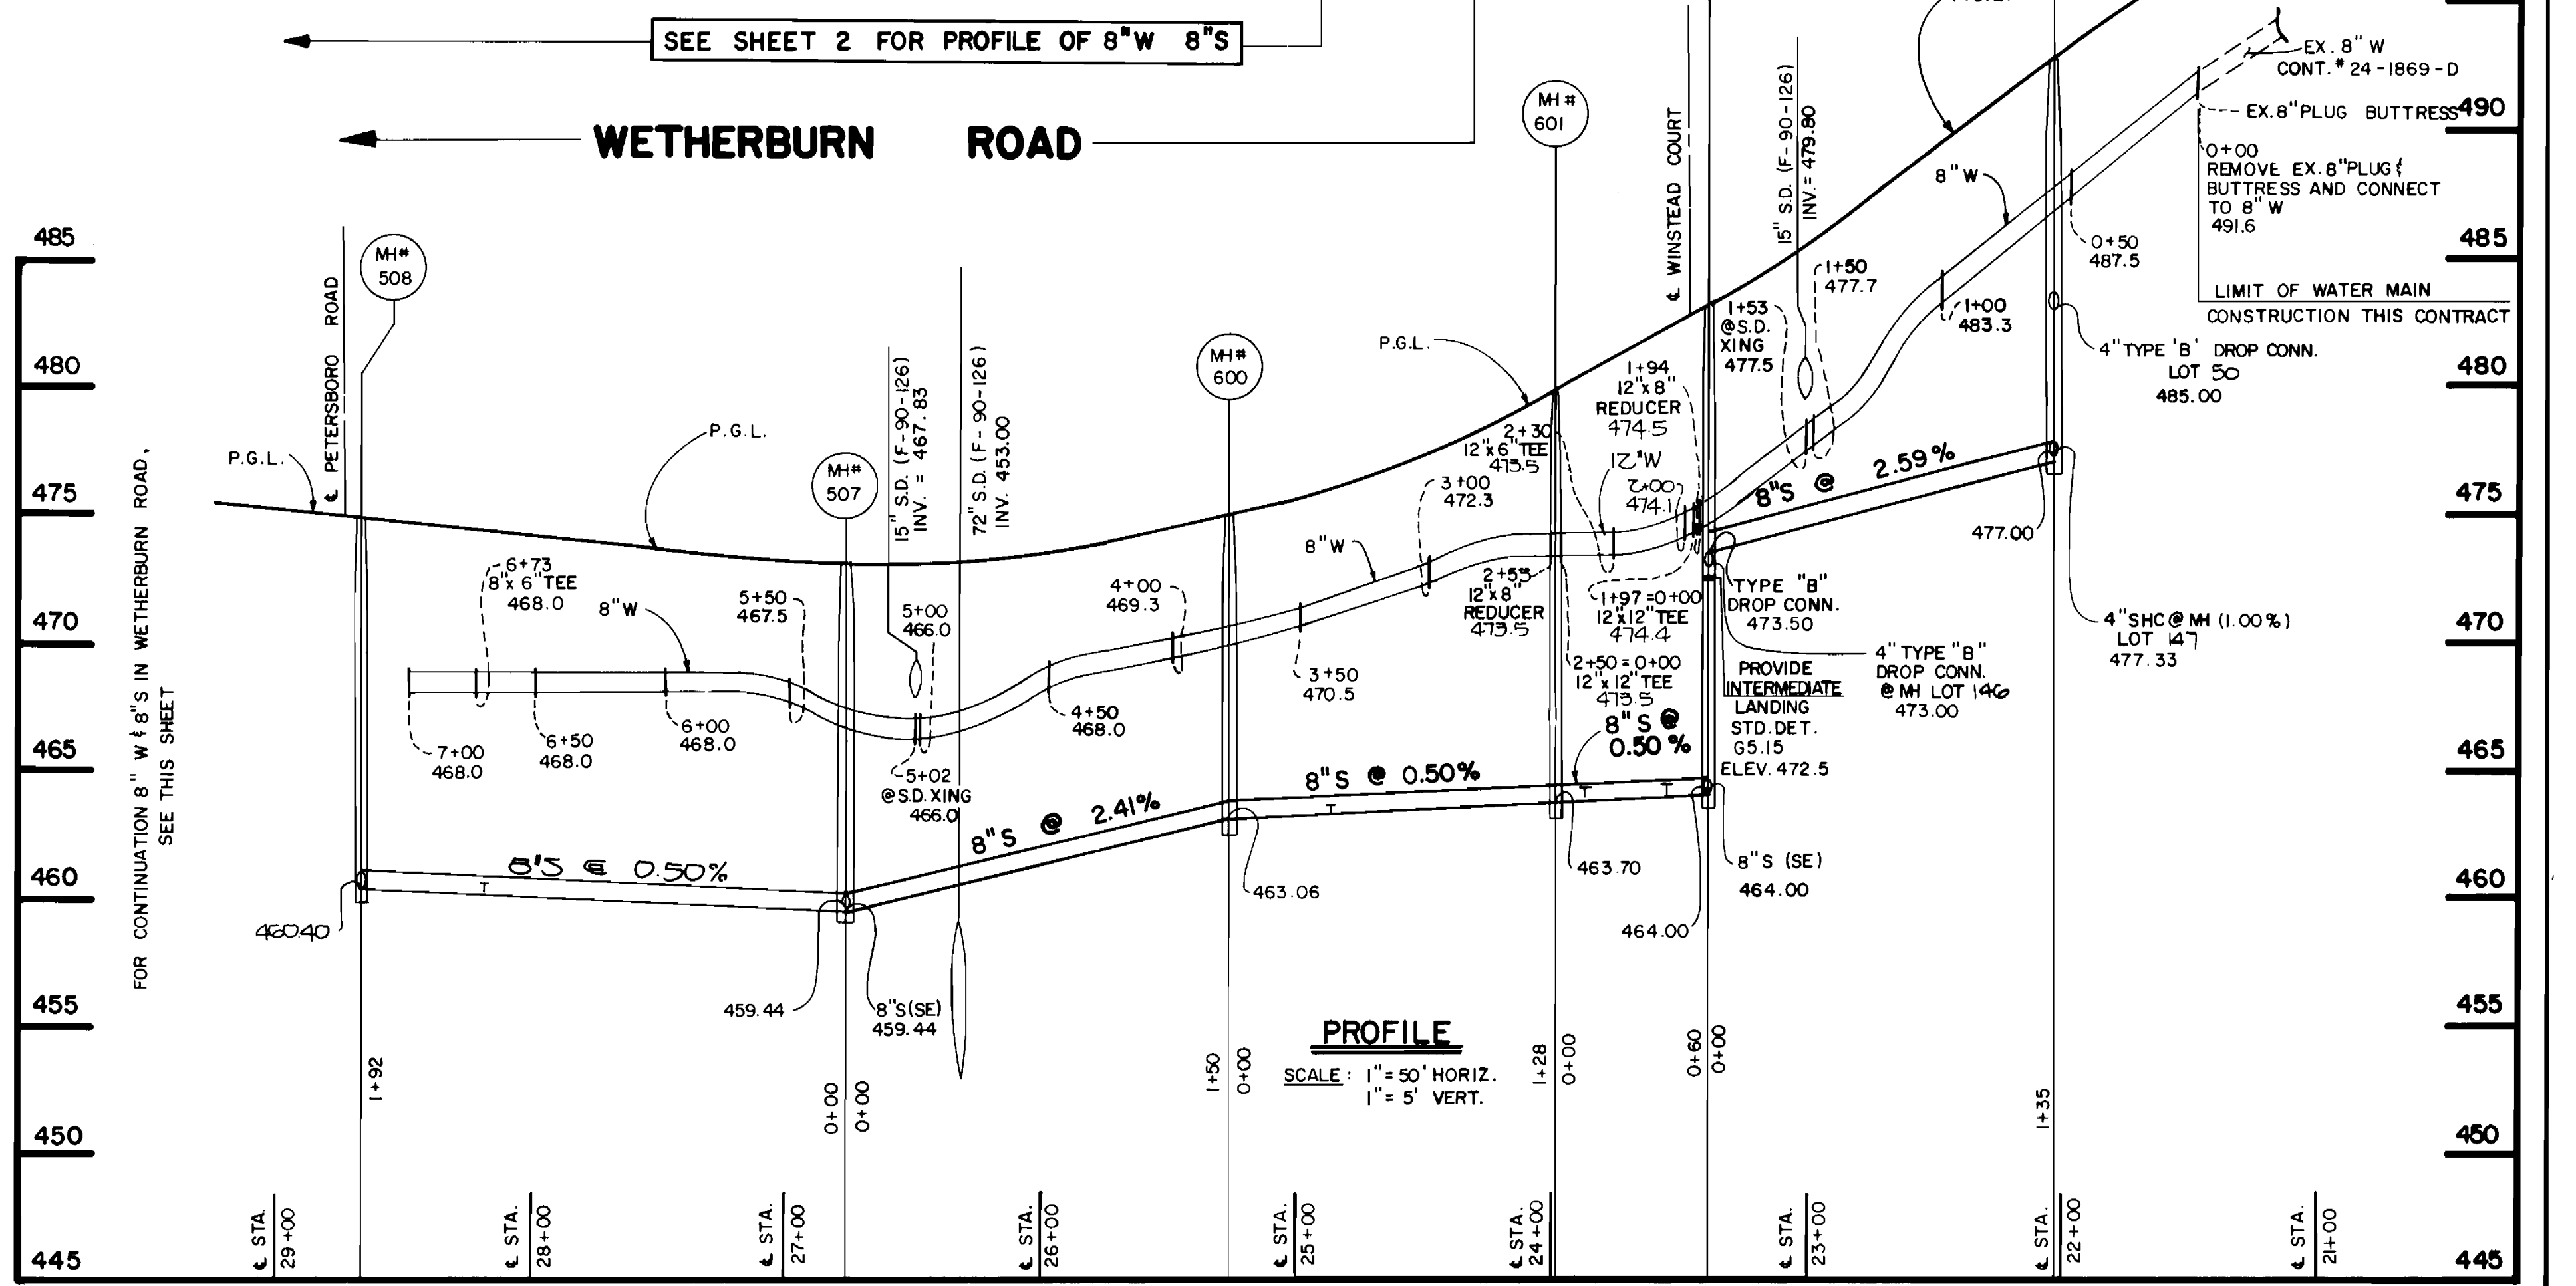 SEE SHEET 2 FOR PROFILE OF 8"W 8"S
WETHERBURN ROAD
EX. 8" W
CONT.# 24-1869-D
EX. 8" PLUG BUTTRESS
0+00
REMOVE EX. 8" PLUG &
BUTTRESS AND CONNECT
TO 8" W
491.6
LIMIT OF WATER MAIN
CONSTRUCTION THIS CONTRACT
490
485
480
475
470
465
460
455
450
445
485
480
475
470
465
460
455
450
445
FOR CONTINUATION 8" W & 8"S IN WETHERBURN ROAD,
SEE THIS SHEET
P.G.L.
℄ PETERSBORO ROAD
MH#
508
P.G.L.
MH#
507
15" S.D. (F-90-126)
INV. = 467.83
72" S.D. (F-90-126)
INV. 453.00
MH#
600
P.G.L.
MH#
601
℄ WINSTEAD COURT
15" S.D. (F-90-126)
INV. = 479.80
8"W
0+50
487.5
1+00
483.3
1+50
477.7
1+53
@ S.D.
XING
477.5
4" TYPE 'B' DROP CONN.
LOT 50
485.00
1+94
12"x8"
REDUCER
474.5
2+30
12"x6" TEE
473.5
12"W
2+00
474.1
3+00
472.3
8"W
2+53
12"x8"
REDUCER
473.5
1+97 = 0+00
12"x12" TEE
474.4
2+50 = 0+00
12"x12" TEE
473.5
3+50
470.5
4+00
469.3
4+50
468.0
5+00
466.0
5+02
@ S.D. XING
466.0
5+50
467.5
8"W
6+00
468.0
6+50
468.0
6+73
8"x 6" TEE
468.0
7+00
468.0
8"S @ 2.59%
477.00
4" SHC @ MH (1.00%)
LOT 147
477.33
TYPE "B"
DROP CONN.
473.50
4" TYPE "B"
DROP CONN.
@ MH LOT 146
473.00
PROVIDE
INTERMEDIATE
LANDING
STD. DET.
G5.15
ELEV. 472.5
8" S @
0.50 %
8"S @ 0.50%
8"S @ 2.41%
8"S @ 0.50%
T
T
T
T
460.40
459.44
8"S (SE)
459.44
463.06
463.70
464.00
8"S (SE)
464.00
PROFILE
SCALE: 1" = 50' HORIZ.
1" = 5' VERT.
1+92
0+00
0+00
1+50
0+00
1+28
0+00
0+60
0+00
1+35
℄ STA.
29+00
℄ STA.
28+00
℄ STA.
27+00
℄ STA.
26+00
℄ STA.
25+00
℄ STA.
24+00
℄ STA.
23+00
℄ STA.
22+00
℄ STA.
21+00